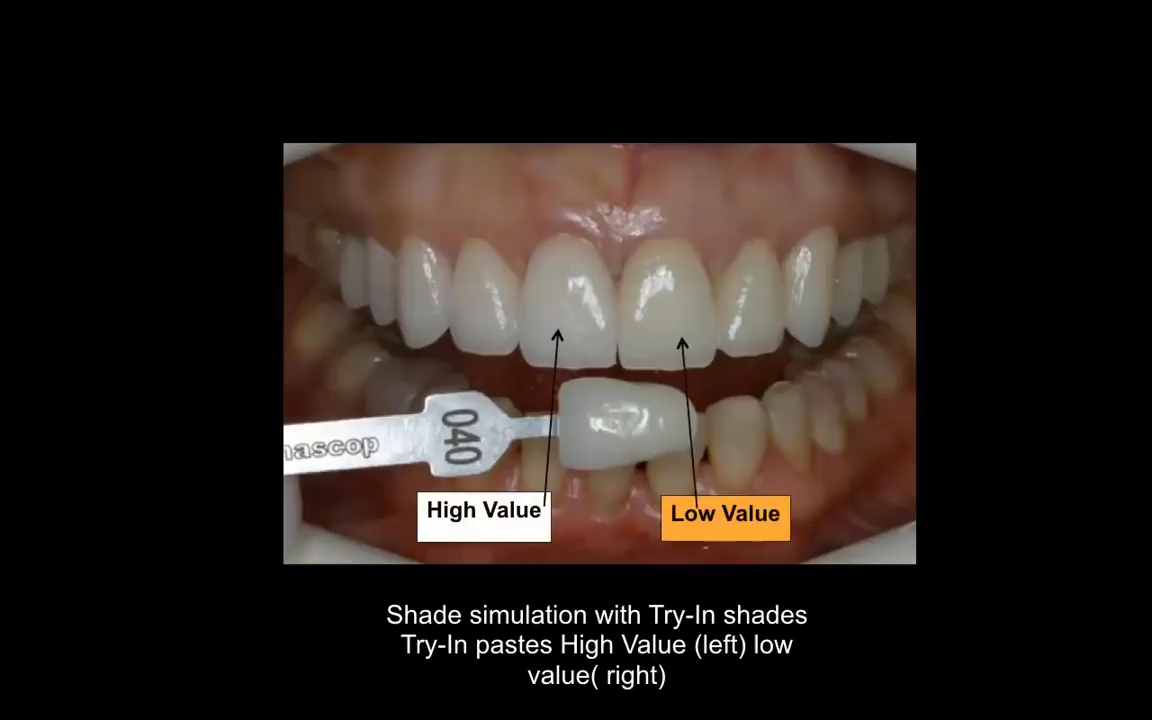 nascop
040
High Value
Low Value
Shade simulation with Try-In shades
Try-In pastes High Value (left) low
value( right)